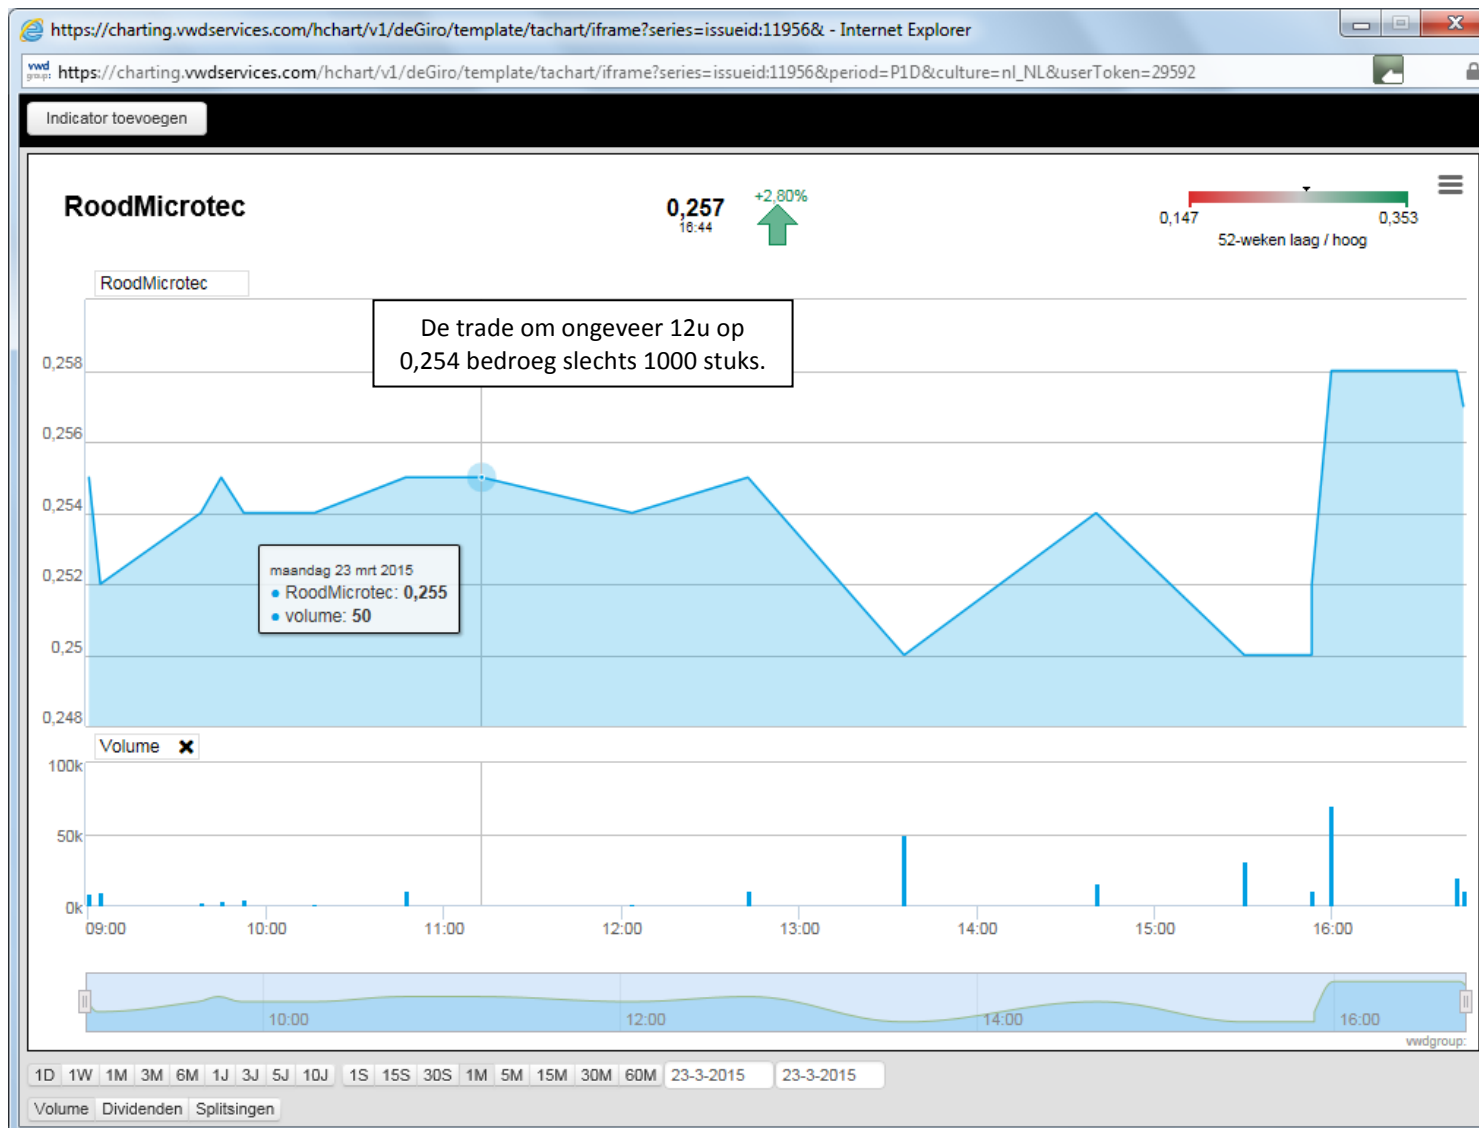 https://charting.vwdservices.com/hchart/v1/deGiro/template/tachart/iframe?series=issueid:11956& - Internet Explorer
vwd group: https://charting.vwdservices.com/hchart/v1/deGiro/template/tachart/iframe?series=issueid:11956&period=P1D&culture=nl_NL&userToken=29592
Indicator toevoegen
RoodMicrotec
0,257
16:44
+2,80%
0,147
0,353
52-weken laag / hoog
RoodMicrotec
De trade om ongeveer 12u op
0,254 bedroeg slechts 1000 stuks.
0,258
0,256
0,254
0,252
0,25
0,248
maandag 23 mrt 2015
● RoodMicrotec: 0,255
● volume: 50
Volume ✖
100k
50k
0k
09:00 10:00 11:00 12:00 13:00 14:00 15:00 16:00
10:00 12:00 14:00 16:00
vwdgroup:
1D 1W 1M 3M 6M 1J 3J 5J 10J 1S 15S 30S 1M 5M 15M 30M 60M 23-3-2015 23-3-2015
Volume Dividenden Splitsingen